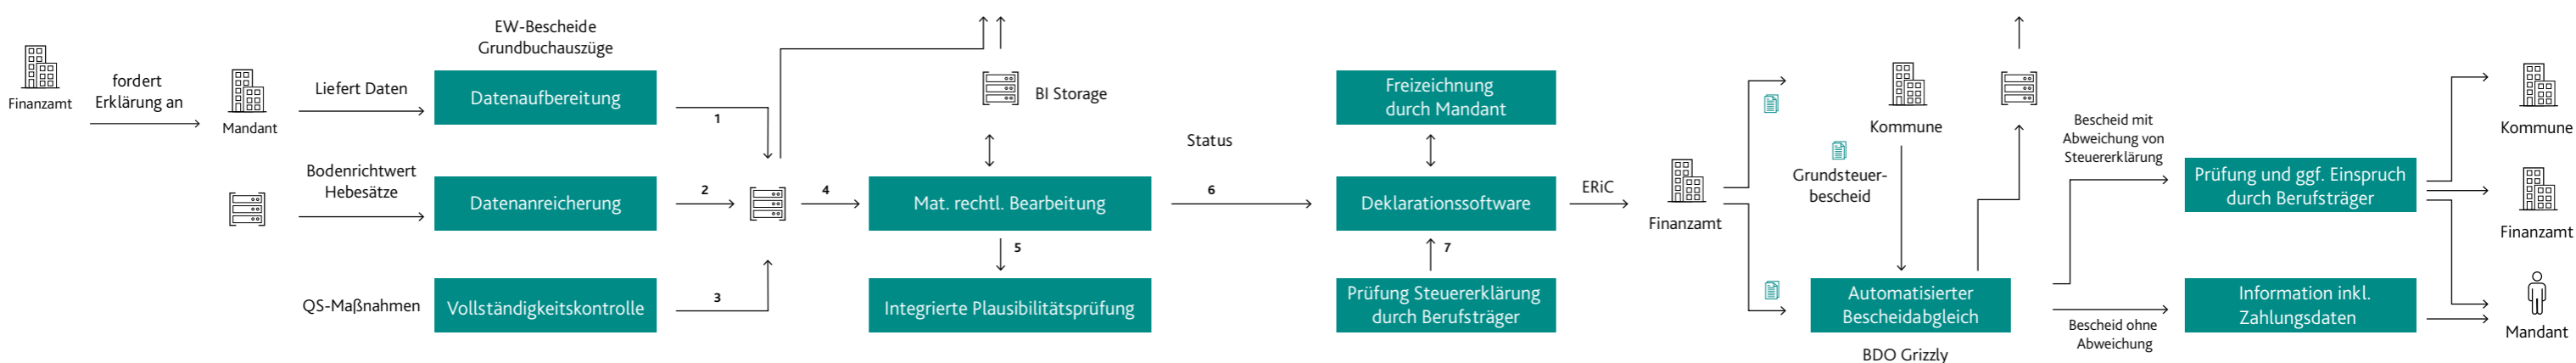 Finanzamt
fordert
Erklärung an
Mandant
Liefert Daten
EW-Bescheide
Grundbuchauszüge
Datenaufbereitung
1
Bodenrichtwert
Hebesätze
Datenanreicherung
2
QS-Maßnahmen
Vollständigkeitskontrolle
3
4
BI Storage
Mat. rechtl. Bearbeitung
5
Integrierte Plausibilitätsprüfung
Status
6
Freizeichnung
durch Mandant
Deklarationssoftware
7
Prüfung Steuererklärung
durch Berufsträger
ERiC
Finanzamt
Kommune
Grundsteuer-
bescheid
Automatisierter
Bescheidabgleich
BDO Grizzly
Bescheid mit
Abweichung von
Steuererklärung
Bescheid ohne
Abweichung
Prüfung und ggf. Einspruch
durch Berufsträger
Information inkl.
Zahlungsdaten
Kommune
Finanzamt
Mandant